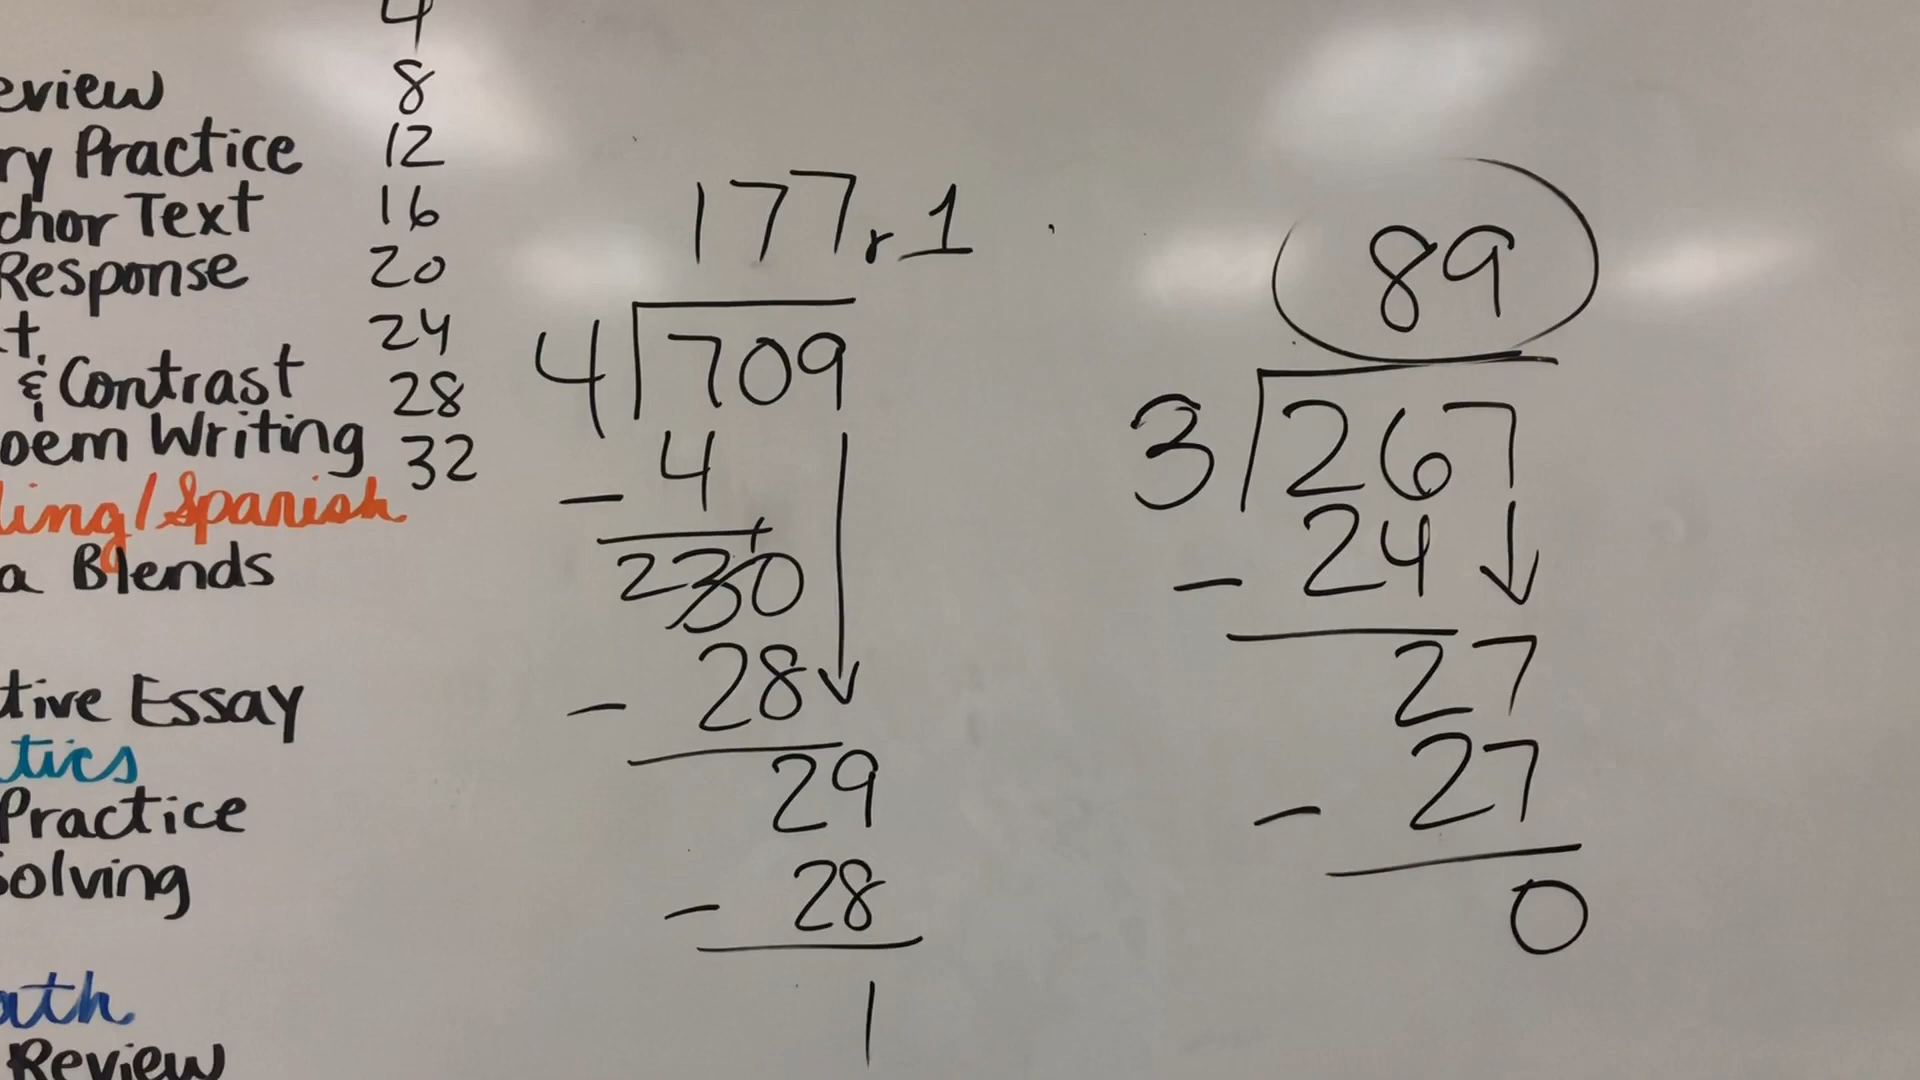 eview
ry Practice
chor Text
Response
t
& Contrast
oem Writing
ling/Spanish
a Blends
tive Essay
tics
Practice
Solving
ath
Review
4
8
12
16
20
24
28
32
177 r 1
4 709
- 4
30
- 28
29
- 28
1
89
3 267
- 24
27
- 27
0